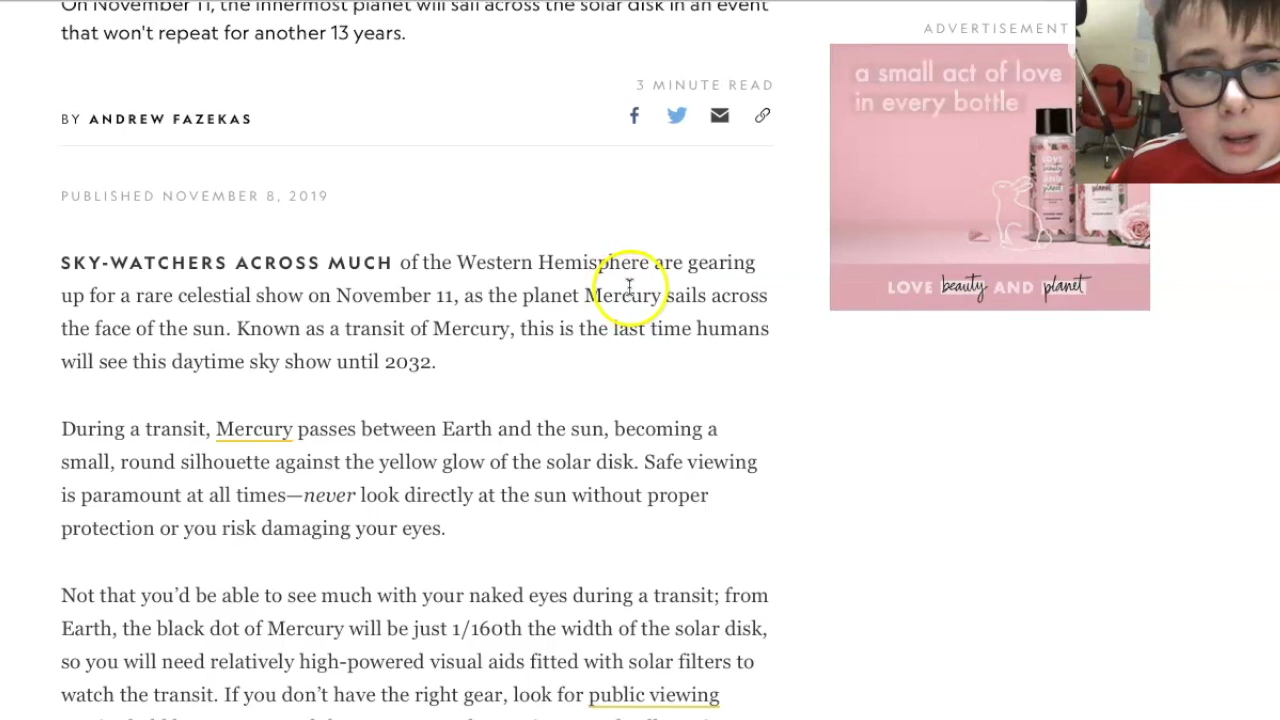 On November 11, the innermost planet will sail across the solar disk in an event
that won't repeat for another 13 years.
3 MINUTE READ
BY ANDREW FAZEKAS
PUBLISHED NOVEMBER 8, 2019
SKY-WATCHERS ACROSS MUCH of the Western Hemisphere are gearing
up for a rare celestial show on November 11, as the planet Mercury sails across
the face of the sun. Known as a transit of Mercury, this is the last time humans
will see this daytime sky show until 2032.
During a transit, Mercury passes between Earth and the sun, becoming a
small, round silhouette against the yellow glow of the solar disk. Safe viewing
is paramount at all times—never look directly at the sun without proper
protection or you risk damaging your eyes.
Not that you’d be able to see much with your naked eyes during a transit; from
Earth, the black dot of Mercury will be just 1/160th the width of the solar disk,
so you will need relatively high-powered visual aids fitted with solar filters to
watch the transit. If you don’t have the right gear, look for public viewing
ADVERTISEMENT
a small act of love
in every bottle
LOVE
beauty
planet
planet
LOVE beauty AND planet